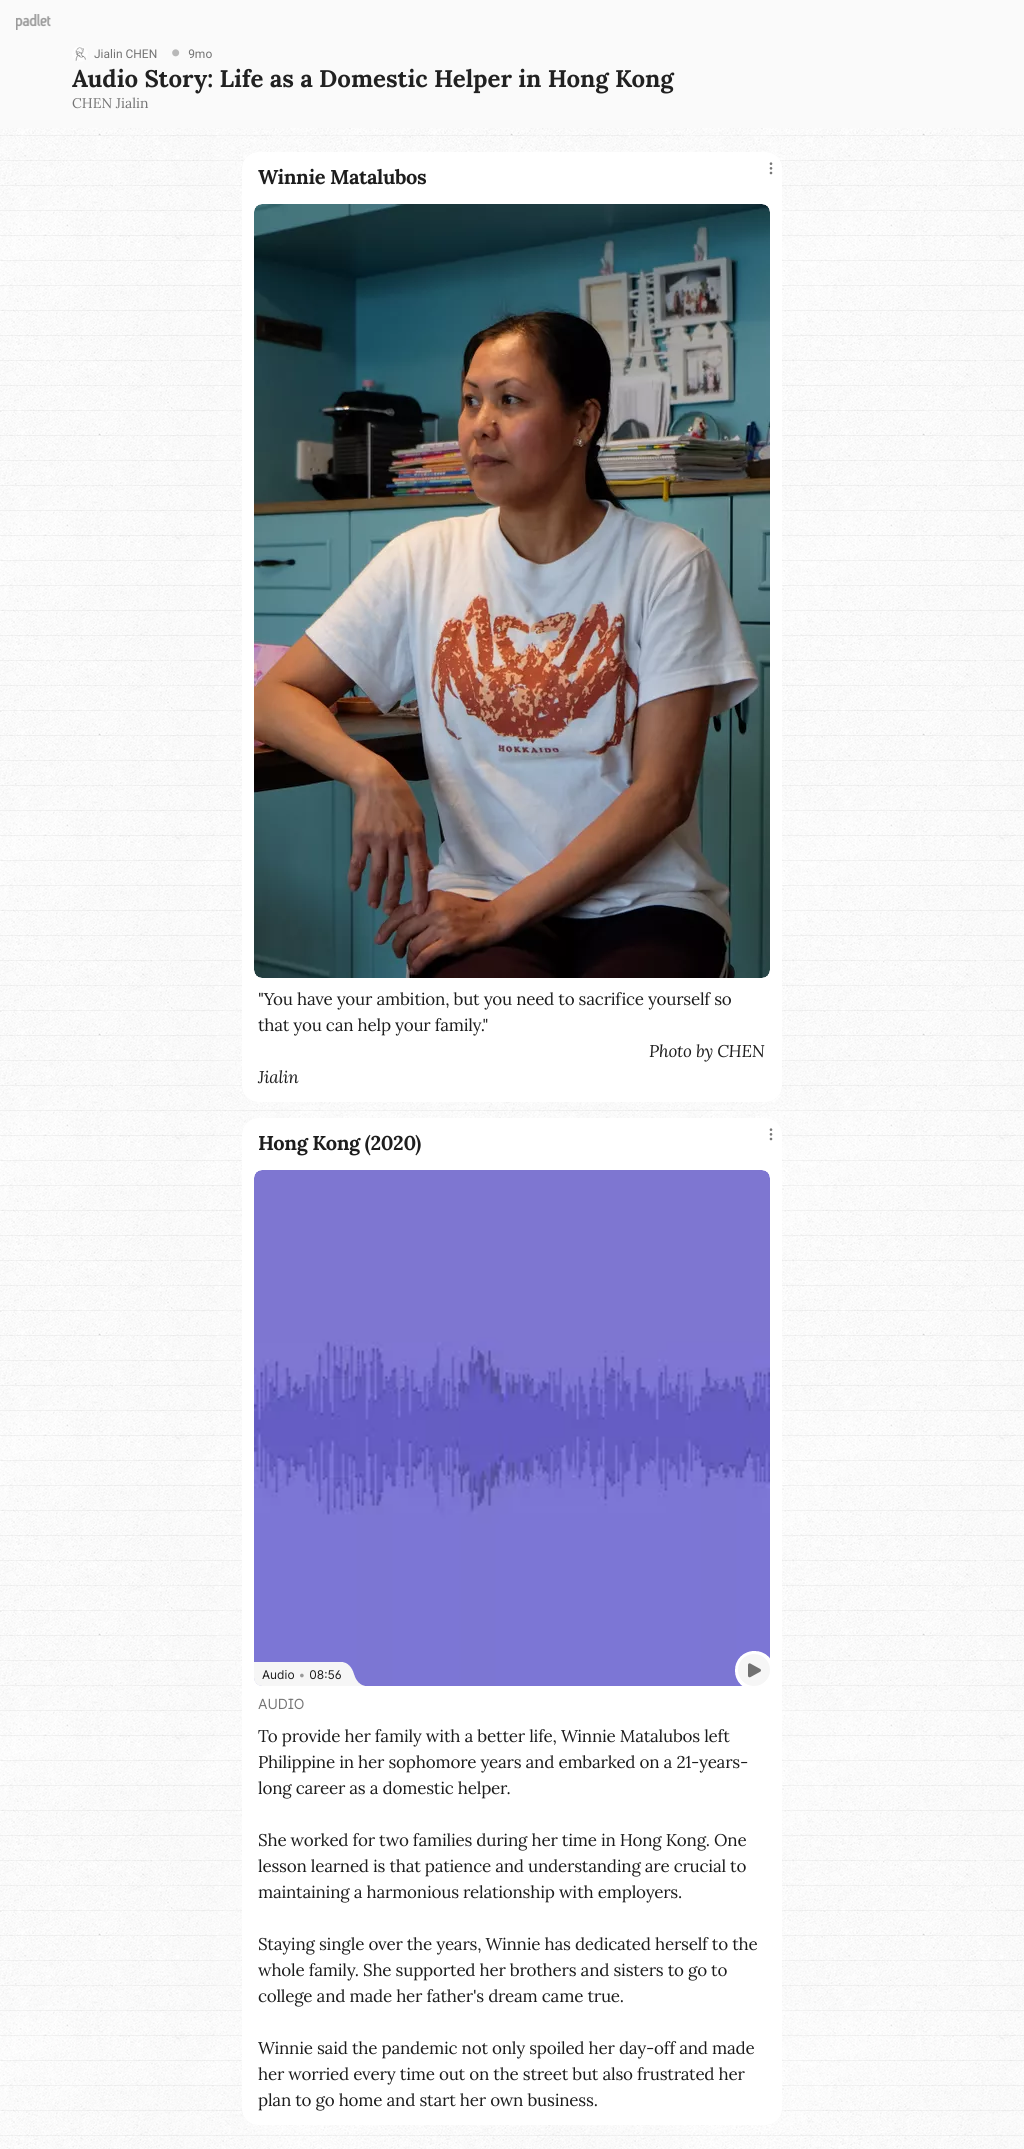 padlet
Jialin CHEN 9mo
Audio Story: Life as a Domestic Helper in Hong Kong
CHEN Jialin
Winnie Matalubos
HOKKAIDO
"You have your ambition, but you need to sacrifice yourself so
that you can help your family."
Photo by CHEN
Jialin
Hong Kong (2020)
Audio • 08:56
AUDIO
To provide her family with a better life, Winnie Matalubos left
Philippine in her sophomore years and embarked on a 21-years-
long career as a domestic helper.
She worked for two families during her time in Hong Kong. One
lesson learned is that patience and understanding are crucial to
maintaining a harmonious relationship with employers.
Staying single over the years, Winnie has dedicated herself to the
whole family. She supported her brothers and sisters to go to
college and made her father's dream came true.
Winnie said the pandemic not only spoiled her day-off and made
her worried every time out on the street but also frustrated her
plan to go home and start her own business.